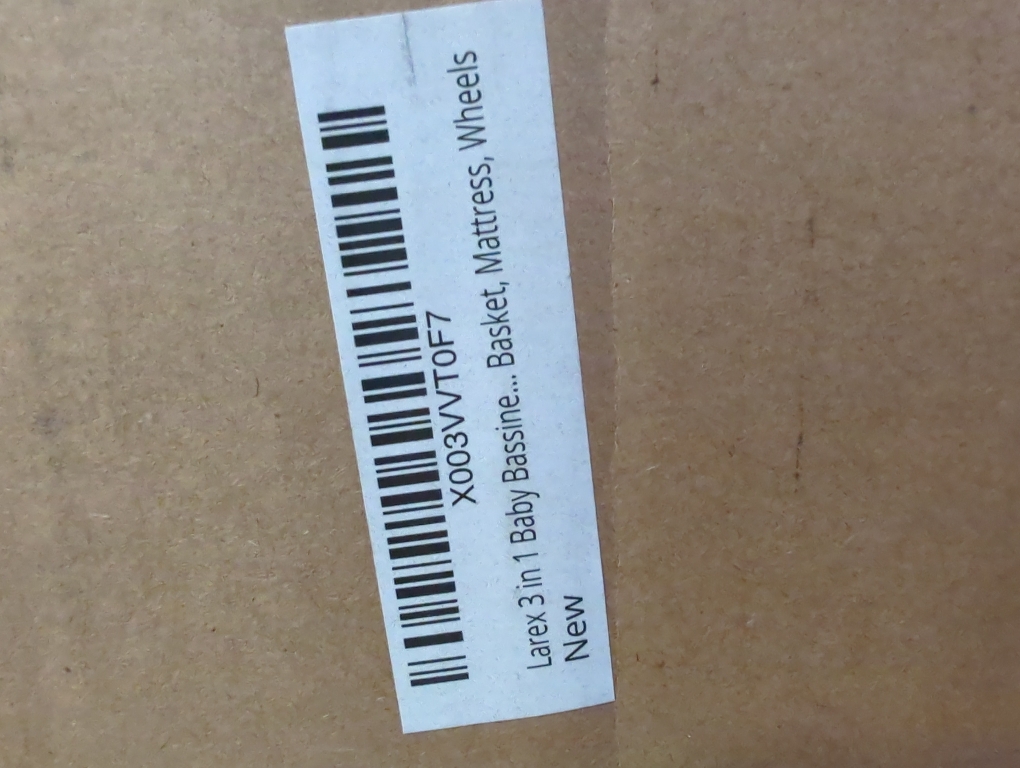 X003VVT0F7
Larex 3 in 1 Baby Bassine... Basket, Mattress, Wheels
New